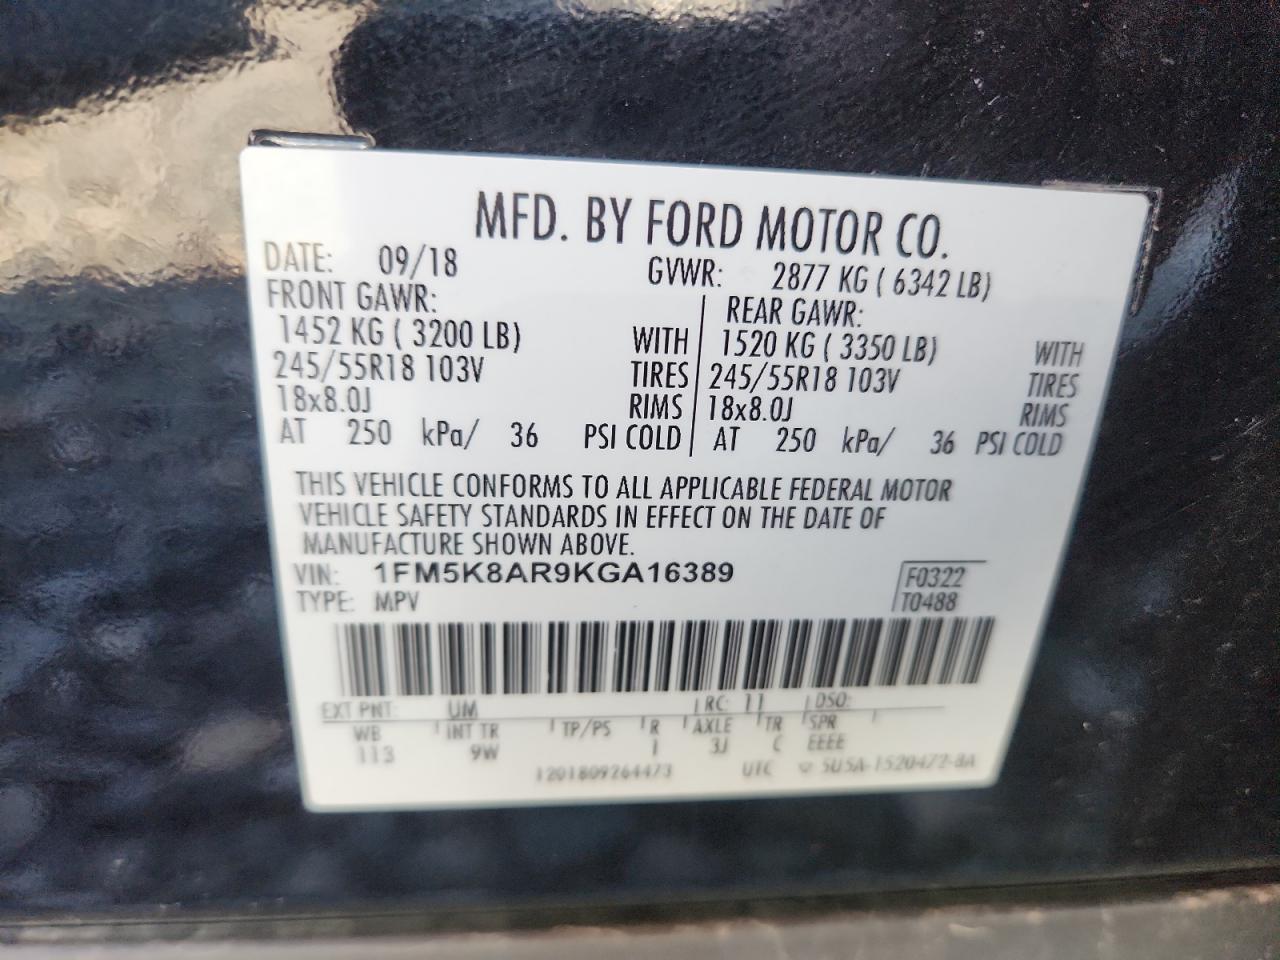 MFD. BY FORD MOTOR CO.
DATE: 09/18 GVWR: 2877 KG ( 6342 LB)
FRONT GAWR: REAR GAWR:
1452 KG ( 3200 LB) WITH 1520 KG ( 3350 LB) WITH
245/55R18 103V TIRES 245/55R18 103V TIRES
18x8.0J RIMS 18x8.0J RIMS
AT 250 kPa/ 36 PSI COLD AT 250 kPa/ 36 PSI COLD
THIS VEHICLE CONFORMS TO ALL APPLICABLE FEDERAL MOTOR
VEHICLE SAFETY STANDARDS IN EFFECT ON THE DATE OF
MANUFACTURE SHOWN ABOVE.
VIN: 1FM5K8AR9KGA16389 F0322
TYPE: MPV T0488
EXT PNT: UM RC: 11 DSO:
WB INT TR TP/PS R AXLE TR SPR
113 9W 1 3J C EEEE
1201809264473 UTC 5U5A-1520472-BA